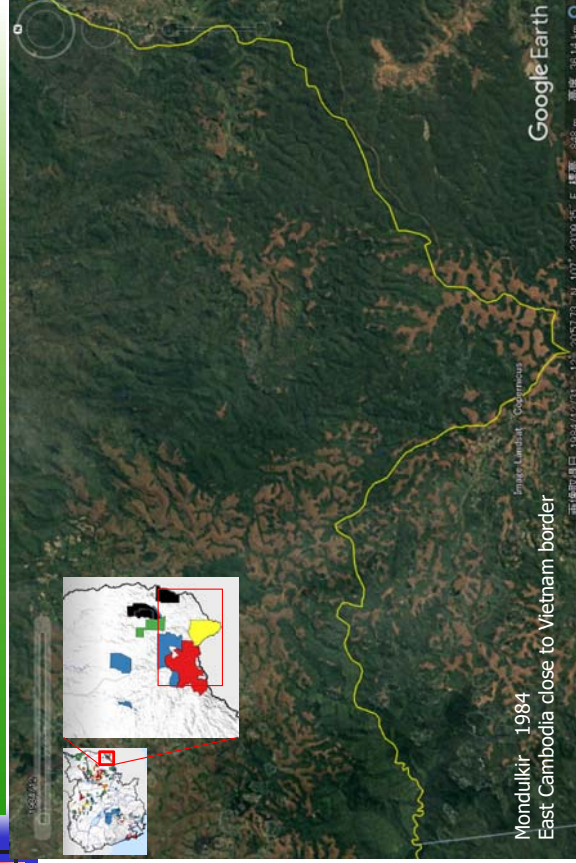 Mondulkir 1984
East Cambodia close to Vietnam border
Image Landsat / Copernicus
Google Earth
N